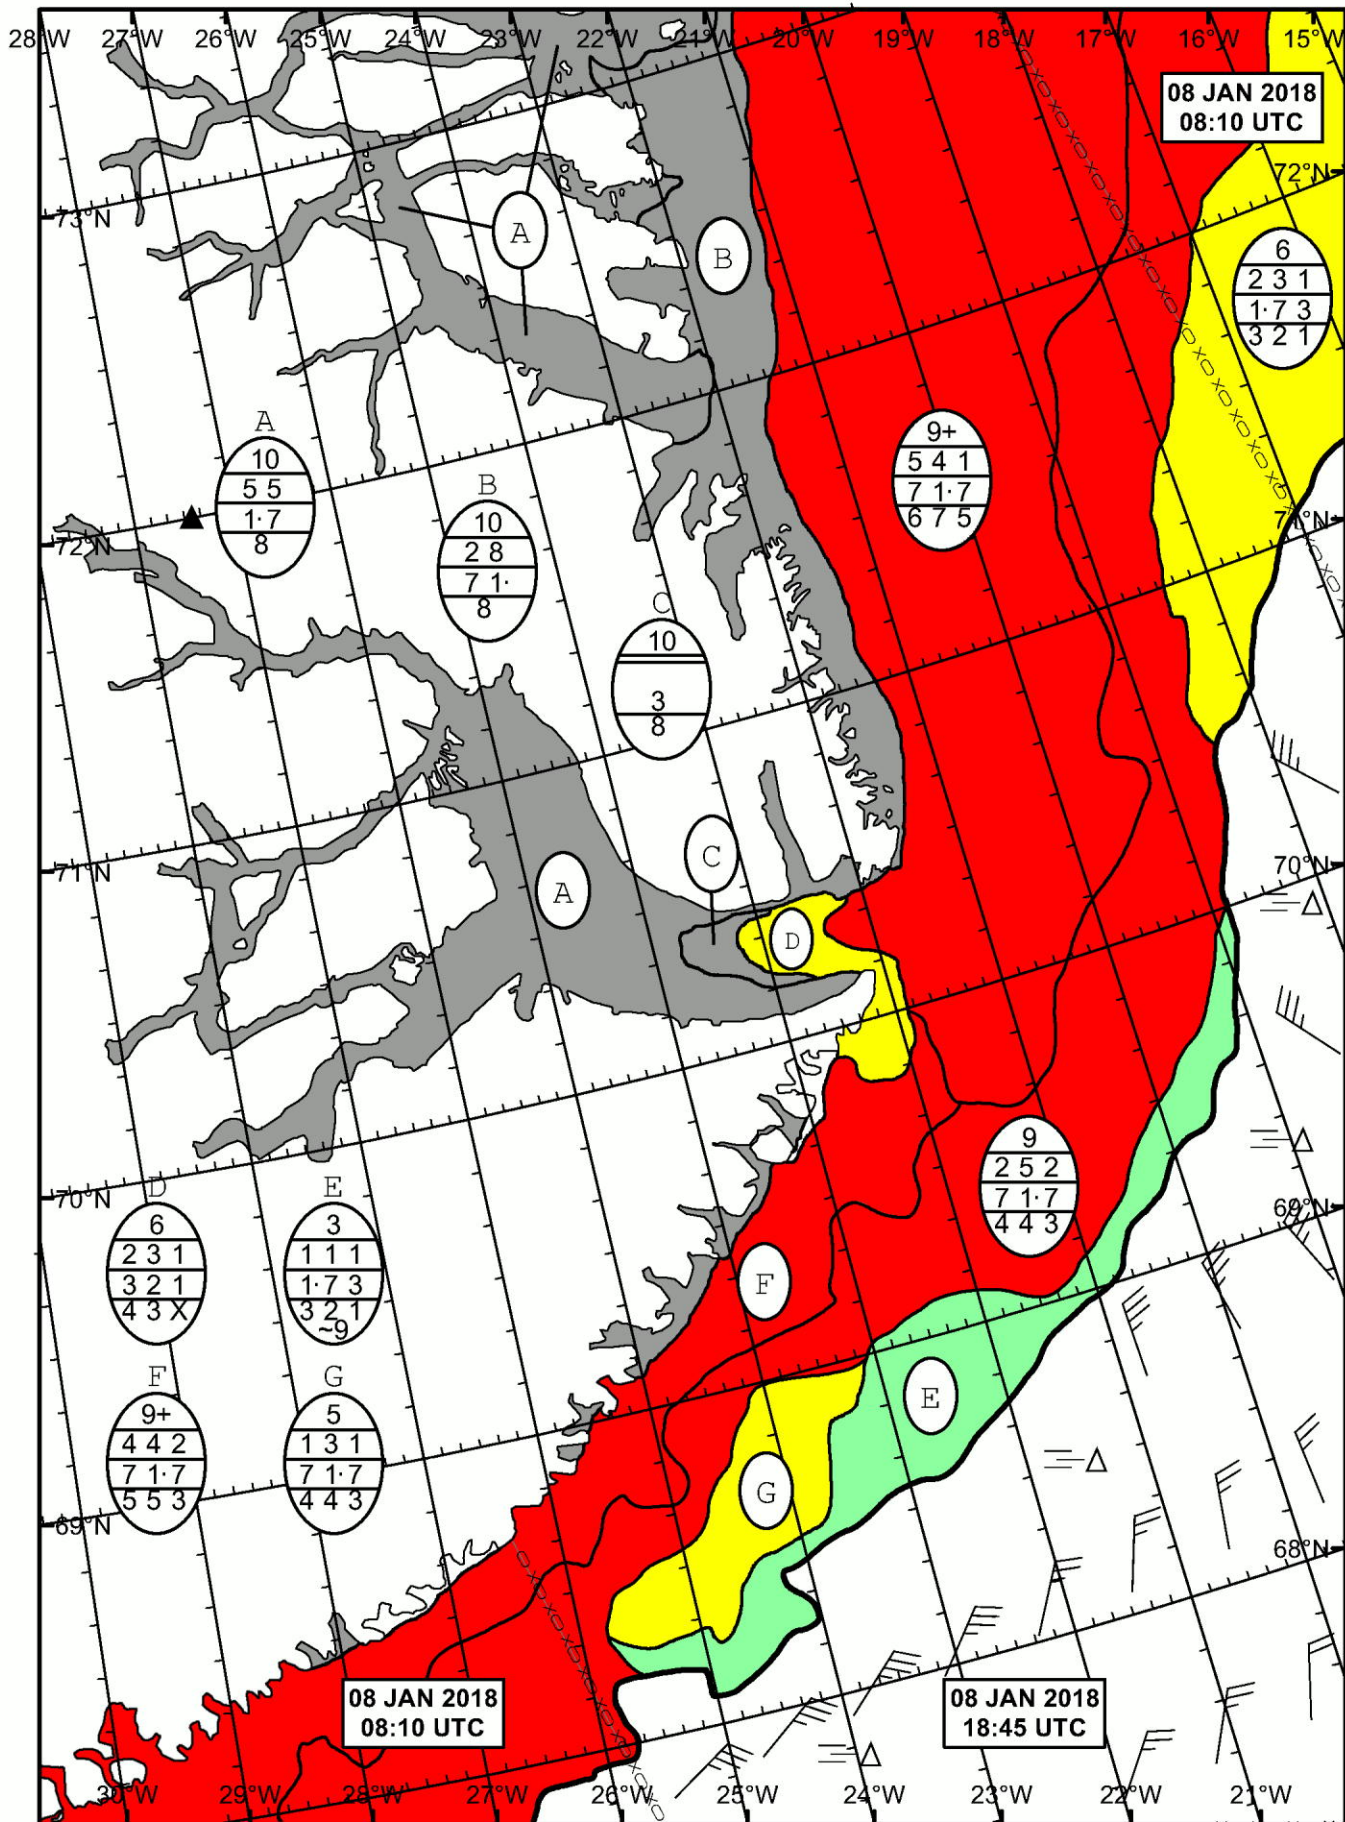 28°W 27°W 26°W 25°W 24°W 23°W 22°W 21°W 20°W 19°W 18°W 17°W 16°W 15°W
08 JAN 2018
08:10 UTC
72°N
73°N
A
B
6
2 3 1
1· 7 3
3 2 1
9+
5 4 1
7 1· 7
6 7 5
A
10
5 5
1· 7
8
B
10
2 8
7 1·
8
71°N
72°N
C
10
3
8
C
70°N
71°N
A
D
9
2 5 2
7 1· 7
4 4 3
70°N
69°N
D
6
2 3 1
3 2 1
4 3 X
E
3
1 1 1
1· 7 3
3 2 1
~9
F
E
F
9+
4 4 2
7 1· 7
5 5 3
G
5
1 3 1
7 1· 7
4 4 3
G
69°N
68°N
08 JAN 2018
08:10 UTC
08 JAN 2018
18:45 UTC
30°W 29°W 28°W 27°W 26°W 25°W 24°W 23°W 22°W 21°W